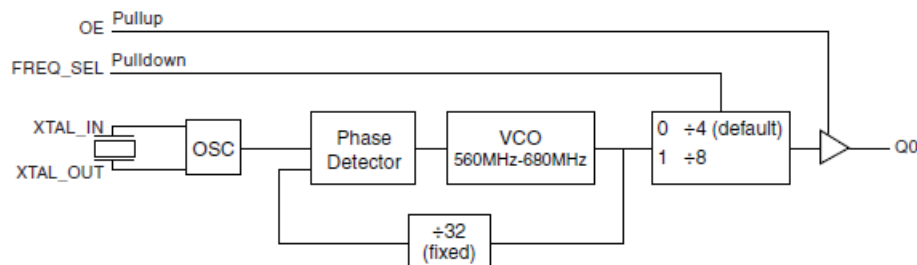 OE Pullup
FREQ_SEL Pulldown
XTAL_IN
XTAL_OUT
OSC
Phase
Detector
VCO
560MHz-680MHz
0 ÷4 (default)
1 ÷8
Q0
÷32
(fixed)